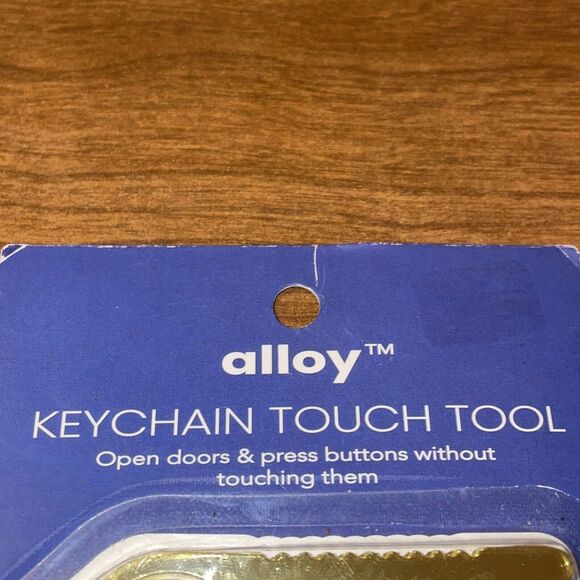 alloy™
KEYCHAIN TOUCH TOOL
Open doors & press buttons without
touching them